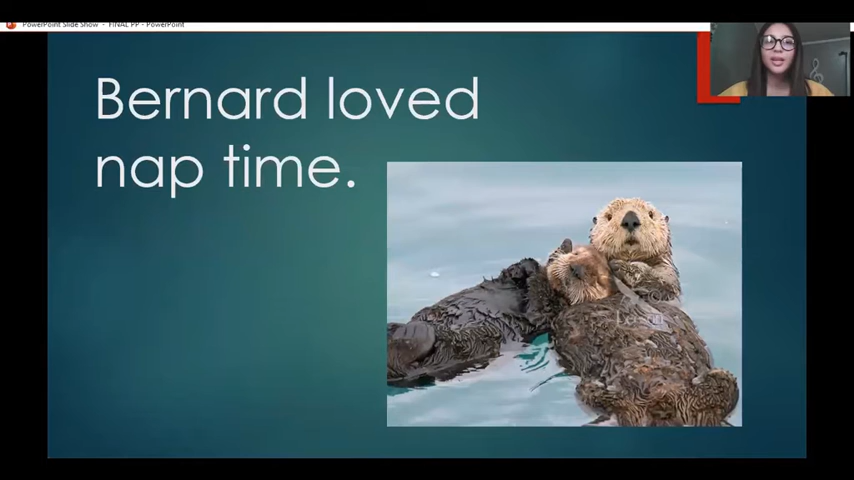 PowerPoint Slide Show - FINAL PP - PowerPoint
Bernard loved
nap time.